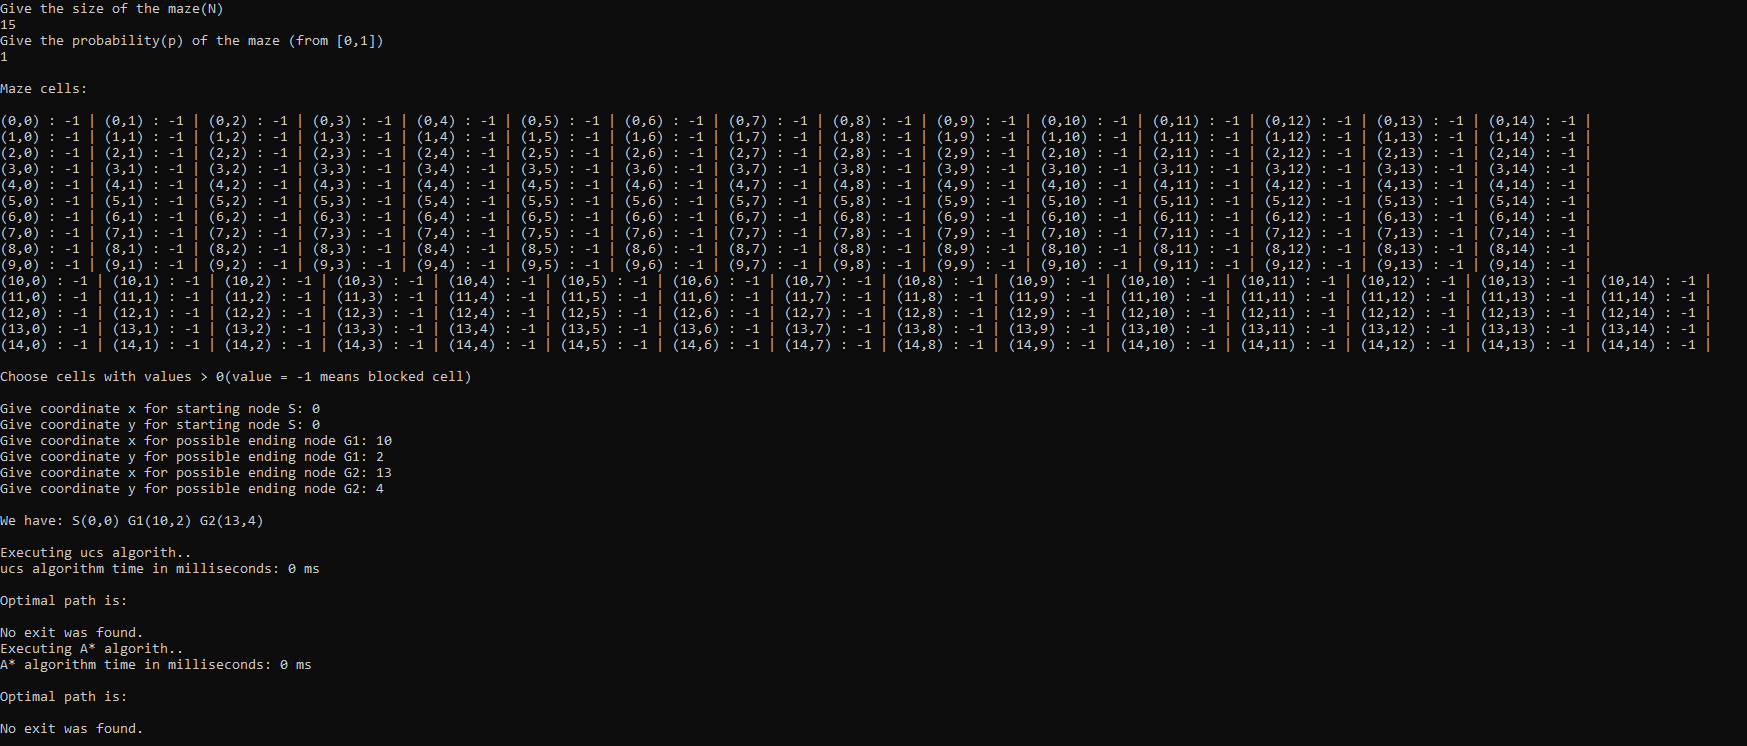 Give the size of the maze(N)
15
Give the probability(p) of the maze (from [0,1])
1
Maze cells:
(0,0) : -1 | (0,1) : -1 | (0,2) : -1 | (0,3) : -1 | (0,4) : -1 | (0,5) : -1 | (0,6) : -1 | (0,7) : -1 | (0,8) : -1 | (0,9) : -1 | (0,10) : -1 | (0,11) : -1 | (0,12) : -1 | (0,13) : -1 | (0,14) : -1 |
(1,0) : -1 | (1,1) : -1 | (1,2) : -1 | (1,3) : -1 | (1,4) : -1 | (1,5) : -1 | (1,6) : -1 | (1,7) : -1 | (1,8) : -1 | (1,9) : -1 | (1,10) : -1 | (1,11) : -1 | (1,12) : -1 | (1,13) : -1 | (1,14) : -1 |
(2,0) : -1 | (2,1) : -1 | (2,2) : -1 | (2,3) : -1 | (2,4) : -1 | (2,5) : -1 | (2,6) : -1 | (2,7) : -1 | (2,8) : -1 | (2,9) : -1 | (2,10) : -1 | (2,11) : -1 | (2,12) : -1 | (2,13) : -1 | (2,14) : -1 |
(3,0) : -1 | (3,1) : -1 | (3,2) : -1 | (3,3) : -1 | (3,4) : -1 | (3,5) : -1 | (3,6) : -1 | (3,7) : -1 | (3,8) : -1 | (3,9) : -1 | (3,10) : -1 | (3,11) : -1 | (3,12) : -1 | (3,13) : -1 | (3,14) : -1 |
(4,0) : -1 | (4,1) : -1 | (4,2) : -1 | (4,3) : -1 | (4,4) : -1 | (4,5) : -1 | (4,6) : -1 | (4,7) : -1 | (4,8) : -1 | (4,9) : -1 | (4,10) : -1 | (4,11) : -1 | (4,12) : -1 | (4,13) : -1 | (4,14) : -1 |
(5,0) : -1 | (5,1) : -1 | (5,2) : -1 | (5,3) : -1 | (5,4) : -1 | (5,5) : -1 | (5,6) : -1 | (5,7) : -1 | (5,8) : -1 | (5,9) : -1 | (5,10) : -1 | (5,11) : -1 | (5,12) : -1 | (5,13) : -1 | (5,14) : -1 |
(6,0) : -1 | (6,1) : -1 | (6,2) : -1 | (6,3) : -1 | (6,4) : -1 | (6,5) : -1 | (6,6) : -1 | (6,7) : -1 | (6,8) : -1 | (6,9) : -1 | (6,10) : -1 | (6,11) : -1 | (6,12) : -1 | (6,13) : -1 | (6,14) : -1 |
(7,0) : -1 | (7,1) : -1 | (7,2) : -1 | (7,3) : -1 | (7,4) : -1 | (7,5) : -1 | (7,6) : -1 | (7,7) : -1 | (7,8) : -1 | (7,9) : -1 | (7,10) : -1 | (7,11) : -1 | (7,12) : -1 | (7,13) : -1 | (7,14) : -1 |
(8,0) : -1 | (8,1) : -1 | (8,2) : -1 | (8,3) : -1 | (8,4) : -1 | (8,5) : -1 | (8,6) : -1 | (8,7) : -1 | (8,8) : -1 | (8,9) : -1 | (8,10) : -1 | (8,11) : -1 | (8,12) : -1 | (8,13) : -1 | (8,14) : -1 |
(9,0) : -1 | (9,1) : -1 | (9,2) : -1 | (9,3) : -1 | (9,4) : -1 | (9,5) : -1 | (9,6) : -1 | (9,7) : -1 | (9,8) : -1 | (9,9) : -1 | (9,10) : -1 | (9,11) : -1 | (9,12) : -1 | (9,13) : -1 | (9,14) : -1 |
(10,0) : -1 | (10,1) : -1 | (10,2) : -1 | (10,3) : -1 | (10,4) : -1 | (10,5) : -1 | (10,6) : -1 | (10,7) : -1 | (10,8) : -1 | (10,9) : -1 | (10,10) : -1 | (10,11) : -1 | (10,12) : -1 | (10,13) : -1 | (10,14) : -1 |
(11,0) : -1 | (11,1) : -1 | (11,2) : -1 | (11,3) : -1 | (11,4) : -1 | (11,5) : -1 | (11,6) : -1 | (11,7) : -1 | (11,8) : -1 | (11,9) : -1 | (11,10) : -1 | (11,11) : -1 | (11,12) : -1 | (11,13) : -1 | (11,14) : -1 |
(12,0) : -1 | (12,1) : -1 | (12,2) : -1 | (12,3) : -1 | (12,4) : -1 | (12,5) : -1 | (12,6) : -1 | (12,7) : -1 | (12,8) : -1 | (12,9) : -1 | (12,10) : -1 | (12,11) : -1 | (12,12) : -1 | (12,13) : -1 | (12,14) : -1 |
(13,0) : -1 | (13,1) : -1 | (13,2) : -1 | (13,3) : -1 | (13,4) : -1 | (13,5) : -1 | (13,6) : -1 | (13,7) : -1 | (13,8) : -1 | (13,9) : -1 | (13,10) : -1 | (13,11) : -1 | (13,12) : -1 | (13,13) : -1 | (13,14) : -1 |
(14,0) : -1 | (14,1) : -1 | (14,2) : -1 | (14,3) : -1 | (14,4) : -1 | (14,5) : -1 | (14,6) : -1 | (14,7) : -1 | (14,8) : -1 | (14,9) : -1 | (14,10) : -1 | (14,11) : -1 | (14,12) : -1 | (14,13) : -1 | (14,14) : -1 |
Choose cells with values > 0(value = -1 means blocked cell)
Give coordinate x for starting node S: 0
Give coordinate y for starting node S: 0
Give coordinate x for possible ending node G1: 10
Give coordinate y for possible ending node G1: 2
Give coordinate x for possible ending node G2: 13
Give coordinate y for possible ending node G2: 4
We have: S(0,0) G1(10,2) G2(13,4)
Executing ucs algorith..
ucs algorithm time in milliseconds: 0 ms
Optimal path is:
No exit was found.
Executing A* algorith..
A* algorithm time in milliseconds: 0 ms
Optimal path is:
No exit was found.